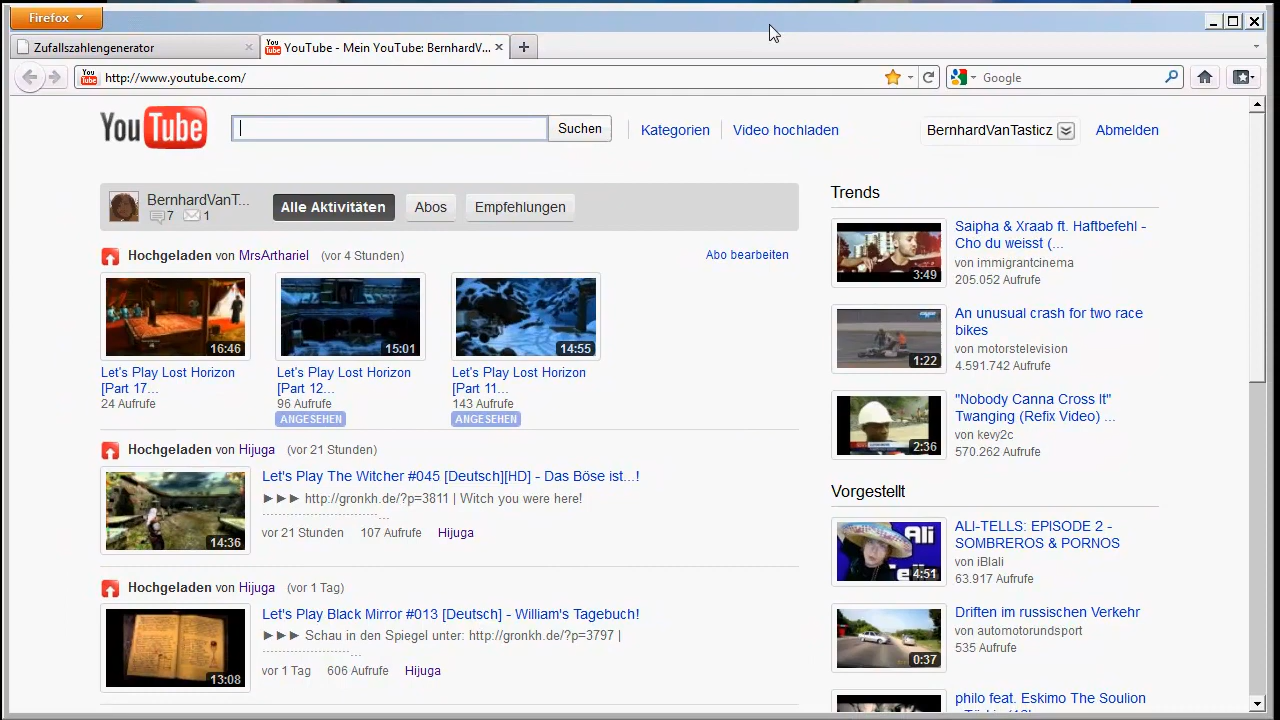 Firefox
Zufallszahlengenerator
YouTube - Mein YouTube: BernhardV...
http://www.youtube.com/
Google
YouTube
Suchen
Kategorien
Video hochladen
BernhardVanTasticz
Abmelden
BernhardVanT...
7 1
Alle Aktivitäten
Abos
Empfehlungen
Hochgeladen von MrsArthariel (vor 4 Stunden)
Abo bearbeiten
16:46
15:01
14:55
Let's Play Lost Horizon
[Part 17...
24 Aufrufe
Let's Play Lost Horizon
[Part 12...
96 Aufrufe
ANGESEHEN
Let's Play Lost Horizon
[Part 11...
143 Aufrufe
ANGESEHEN
Hochgeladen von Hijuga (vor 21 Stunden)
14:36
Let's Play The Witcher #045 [Deutsch][HD] - Das Böse ist...!
►►► http://gronkh.de/?p=3811 | Witch you were here!
------------------------...
vor 21 Stunden 107 Aufrufe Hijuga
Hochgeladen von Hijuga (vor 1 Tag)
13:08
Let's Play Black Mirror #013 [Deutsch] - William's Tagebuch!
►►► Schau in den Spiegel unter: http://gronkh.de/?p=3797 |
------------------...
vor 1 Tag 606 Aufrufe Hijuga
Trends
3:49
Saipha & Xraab ft. Haftbefehl -
Cho du weisst (...
von immigrantcinema
205.052 Aufrufe
1:22
An unusual crash for two race
bikes
von motorstelevision
4.591.742 Aufrufe
2:36
"Nobody Canna Cross It"
Twanging (Refix Video) ...
von kevy2c
570.262 Aufrufe
Vorgestellt
Ali
4:51
ALI-TELLS: EPISODE 2 -
SOMBREROS & PORNOS
von iBlali
63.917 Aufrufe
0:37
Driften im russischen Verkehr
von automotorundsport
535 Aufrufe
philo feat. Eskimo The Soulion